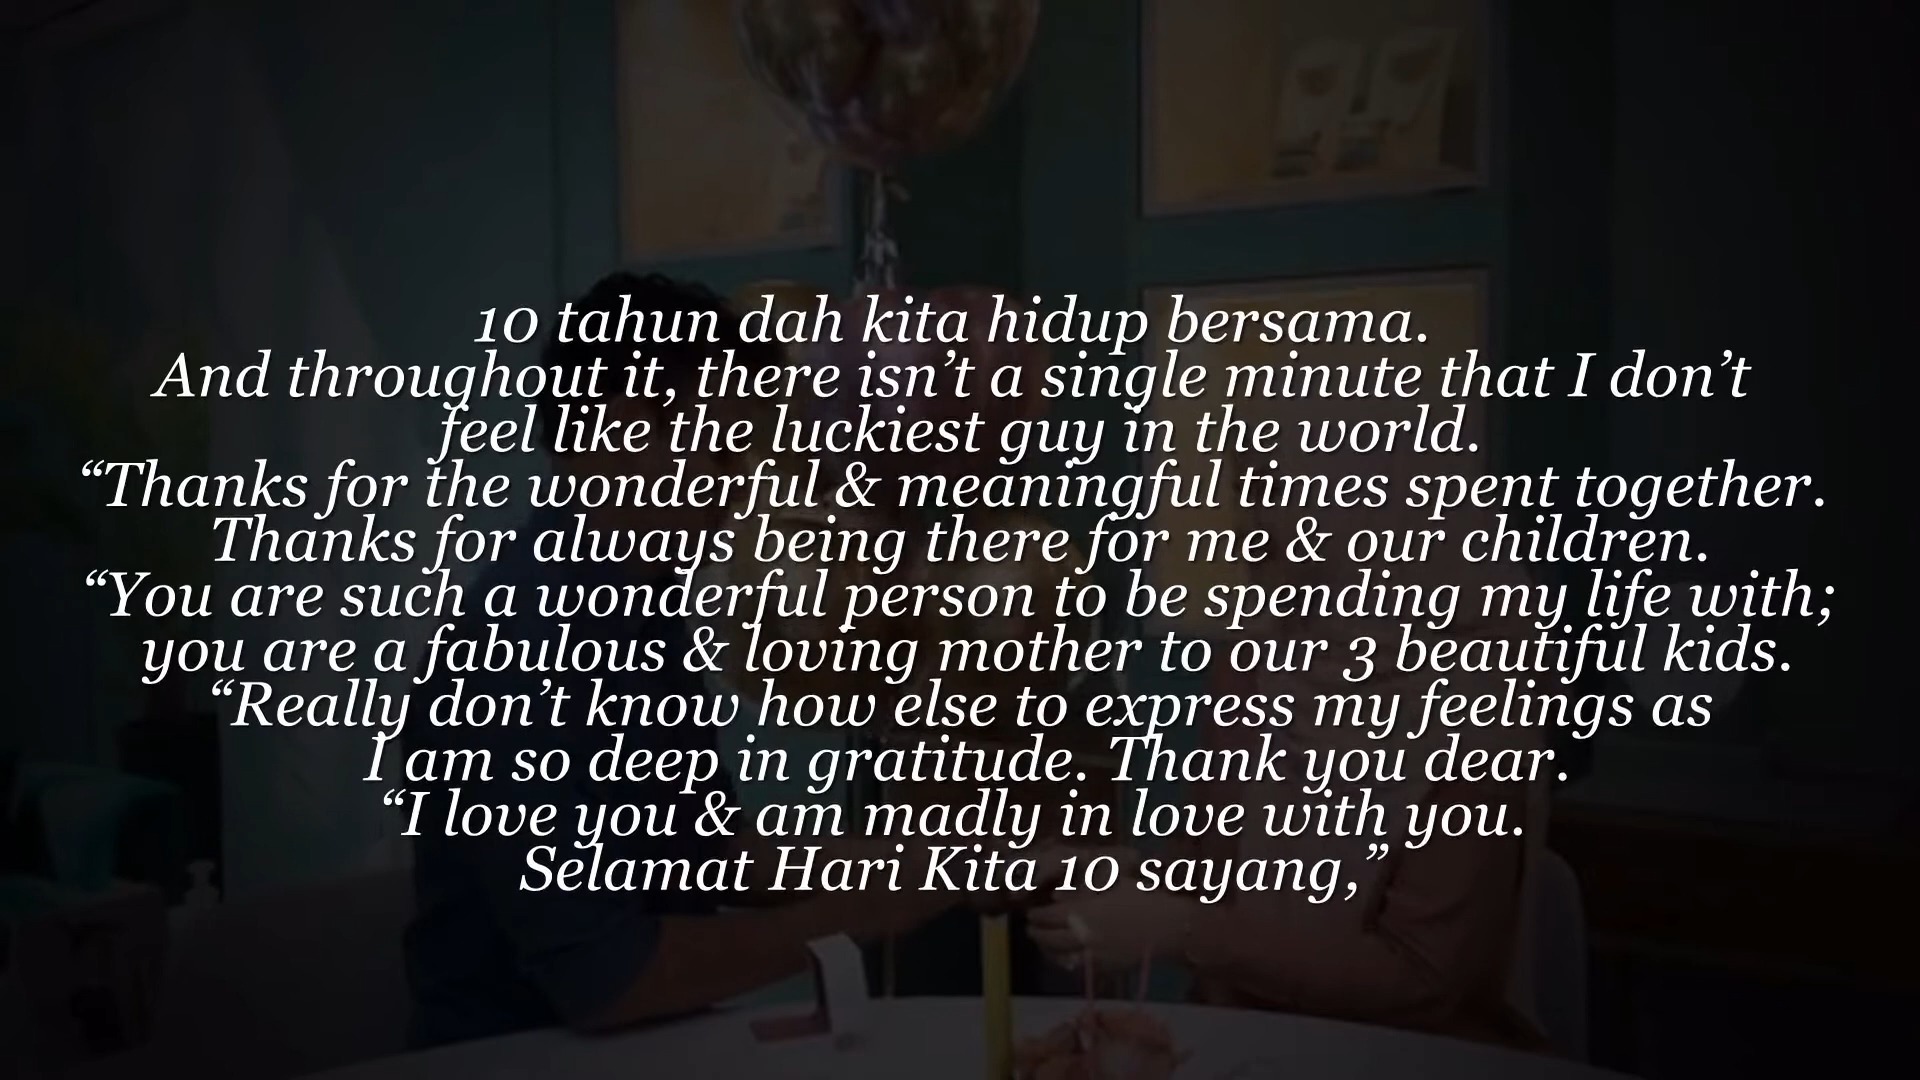 10 tahun dah kita hidup bersama.
And throughout it, there isn’t a single minute that I don’t
feel like the luckiest guy in the world.
“Thanks for the wonderful & meaningful times spent together.
Thanks for always being there for me & our children.
“You are such a wonderful person to be spending my life with;
you are a fabulous & loving mother to our 3 beautiful kids.
“Really don’t know how else to express my feelings as
I am so deep in gratitude. Thank you dear.
“I love you & am madly in love with you.
Selamat Hari Kita 10 sayang,”